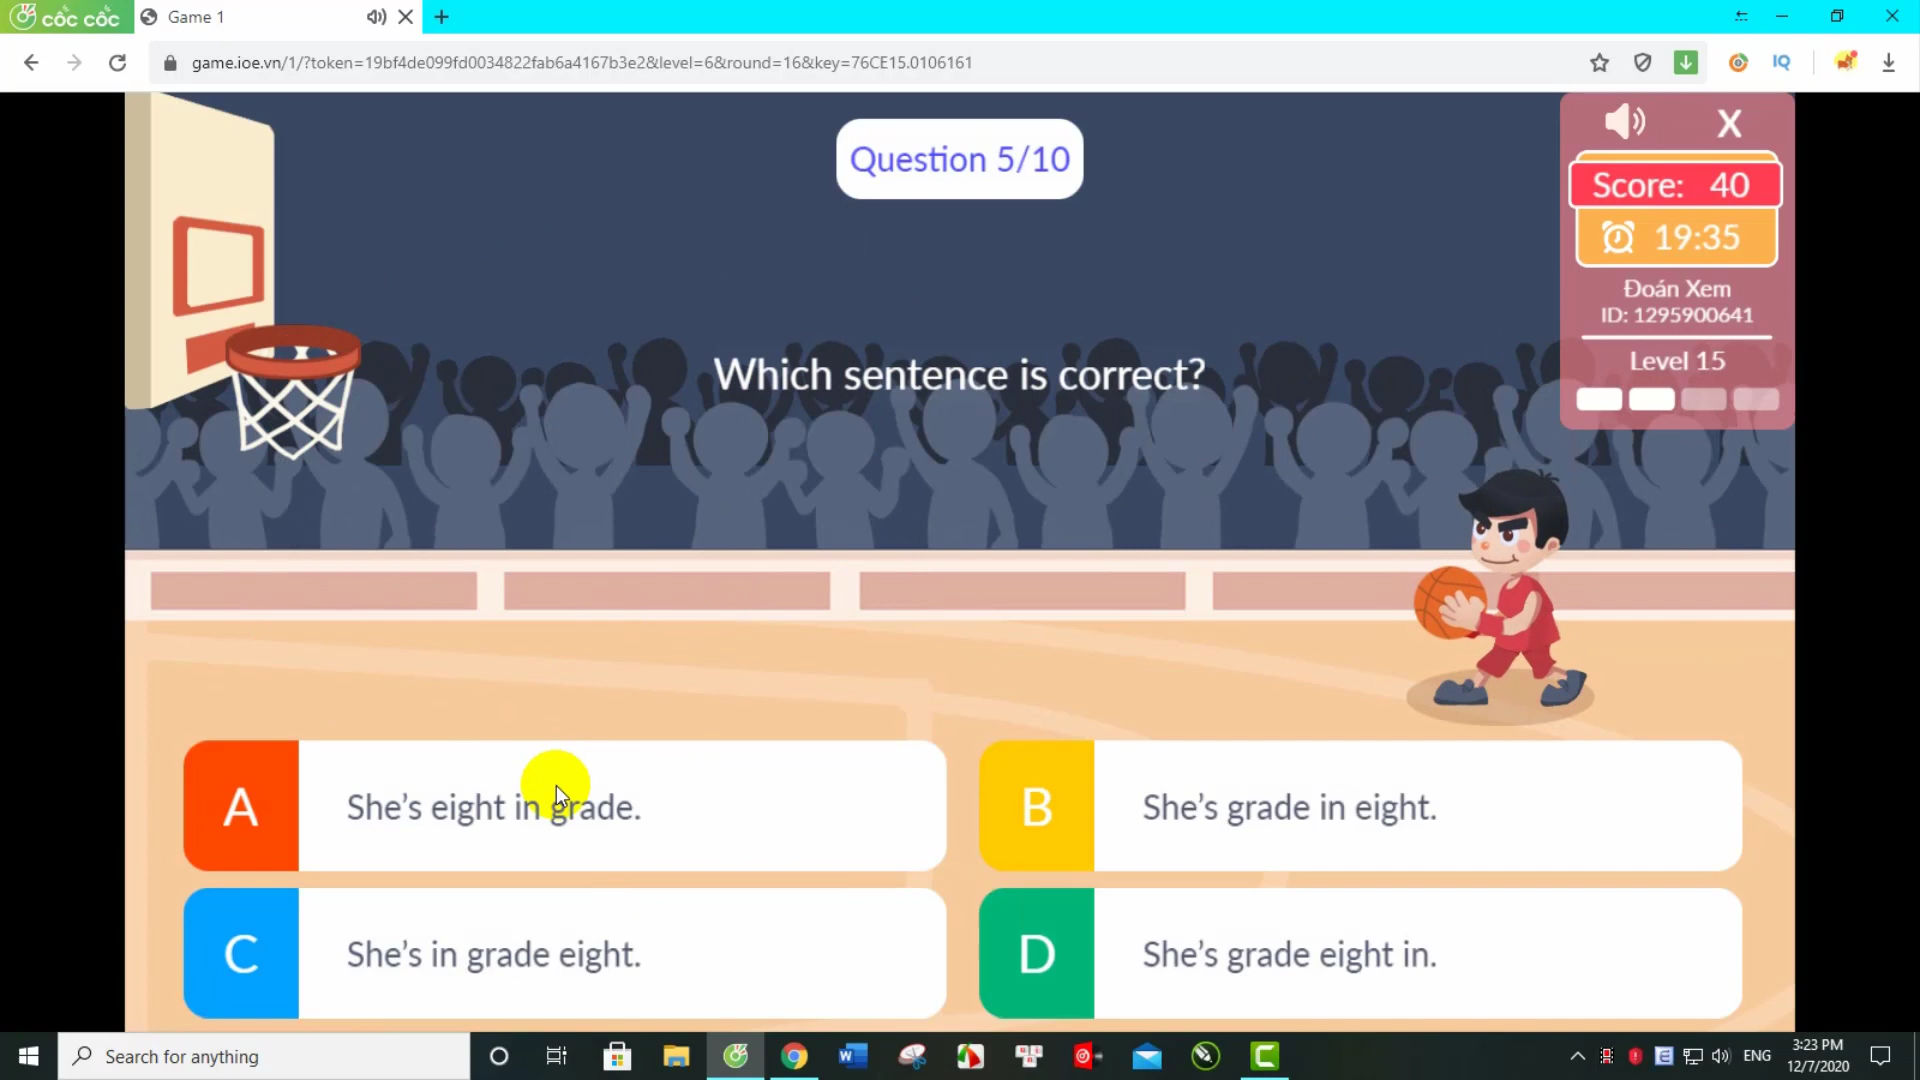 cốc cốc
Game 1
game.ioe.vn/1/?token=19bf4de099fd0034822fab6a4167b3e2&level=6&round=16&key=76CE15.0106161
IQ
Question 5/10
X
Score: 40
19:35
Đoán Xem
ID: 1295900641
Level 15
Which sentence is correct?
A She’s eight in grade.
B She’s grade in eight.
C She’s in grade eight.
D She’s grade eight in.
Search for anything
ENG
3:23 PM
12/7/2020